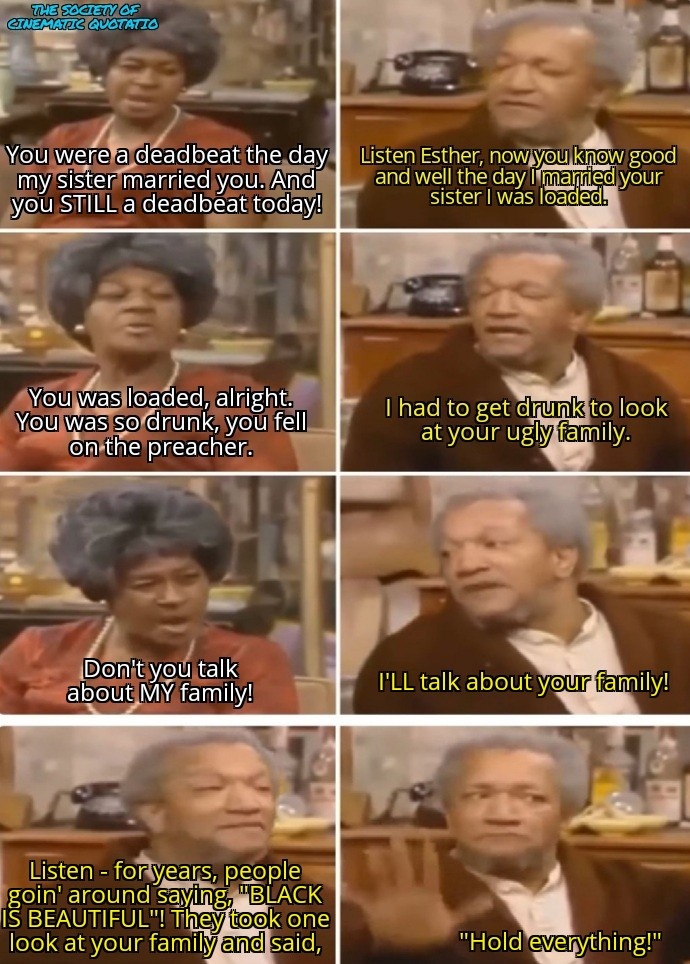 THE SOCIETY OF
CINEMATIC QUOTATIO
You were a deadbeat the day
my sister married you. And
you STILL a deadbeat today!
Listen Esther, now you know good
and well the day I married your
sister I was loaded.
You was loaded, alright.
You was so drunk, you fell
on the preacher.
I had to get drunk to look
at your ugly family.
Don't you talk
about MY family!
I'LL talk about your family!
Listen - for years, people
goin' around saying, "BLACK
IS BEAUTIFUL"! They took one
look at your family and said,
"Hold everything!"